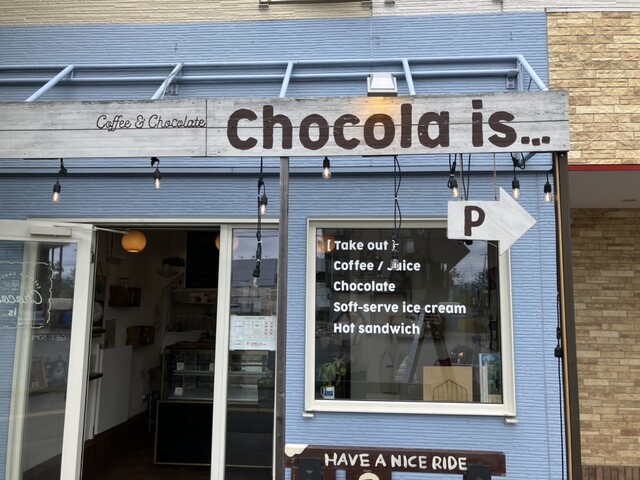 Coffee & Chocolate
Chocola is...
P
[ Take out ]
Coffee / Juice
Chocolate
Soft-serve ice cream
Hot sandwich
HAVE A NICE RIDE